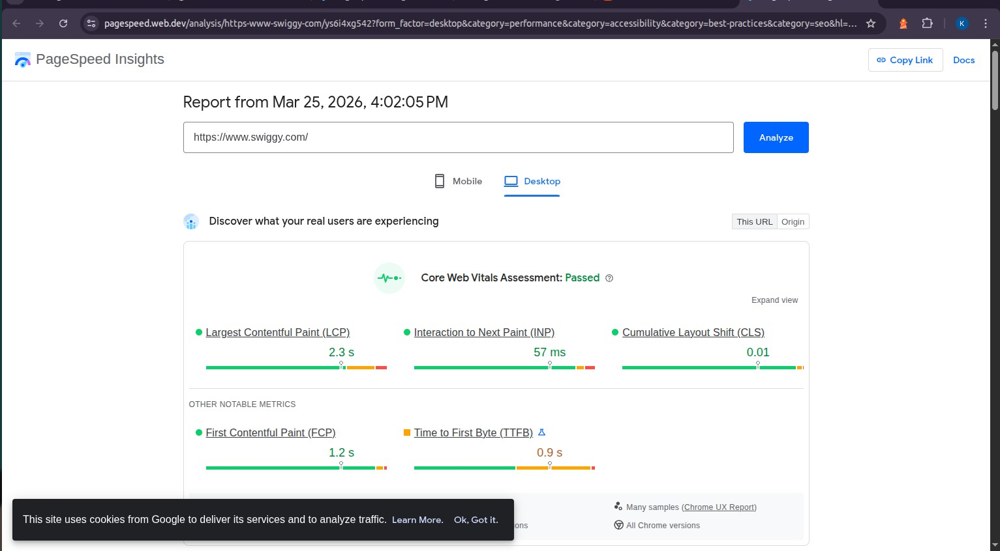 pagespeed.web.dev/analysis/https-www-swiggy-com/ys6i4xg542?form_factor=desktop&category=performance&category=accessibility&category=best-practices&category=seo&hl=...
K
PageSpeed Insights
Copy Link
Docs
Report from Mar 25, 2026, 4:02:05 PM
https://www.swiggy.com/
Analyze
Mobile
Desktop
Discover what your real users are experiencing
This URL
Origin
Core Web Vitals Assessment: Passed
Expand view
Largest Contentful Paint (LCP)
2.3 s
Interaction to Next Paint (INP)
57 ms
Cumulative Layout Shift (CLS)
0.01
OTHER NOTABLE METRICS
First Contentful Paint (FCP)
1.2 s
Time to First Byte (TTFB)
0.9 s
Many samples (Chrome UX Report)
All Chrome versions
This site uses cookies from Google to deliver its services and to analyze traffic. Learn More. Ok, Got it.